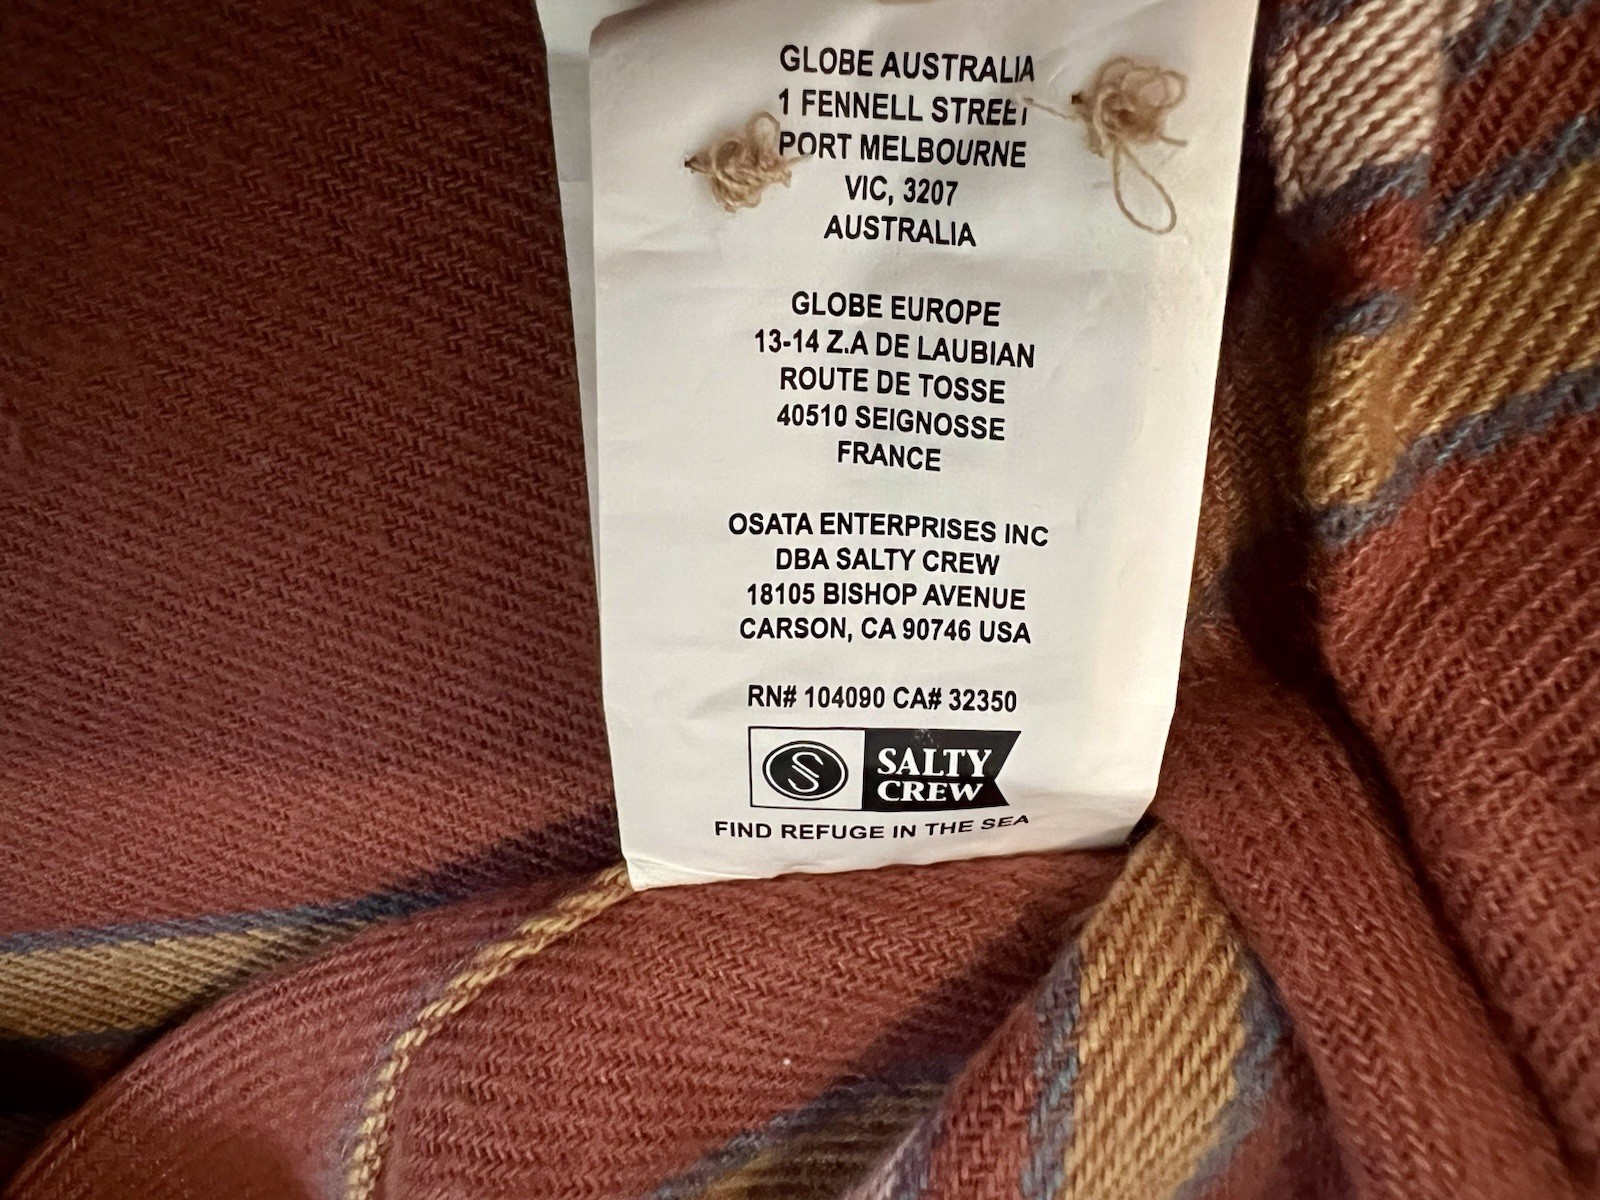 GLOBE AUSTRALIA
1 FENNELL STREET
PORT MELBOURNE
VIC, 3207
AUSTRALIA
GLOBE EUROPE
13-14 Z.A DE LAUBIAN
ROUTE DE TOSSE
40510 SEIGNOSSE
FRANCE
OSATA ENTERPRISES INC
DBA SALTY CREW
18105 BISHOP AVENUE
CARSON, CA 90746 USA
RN# 104090 CA# 32350
S
SALTY
CREW
FIND REFUGE IN THE SEA